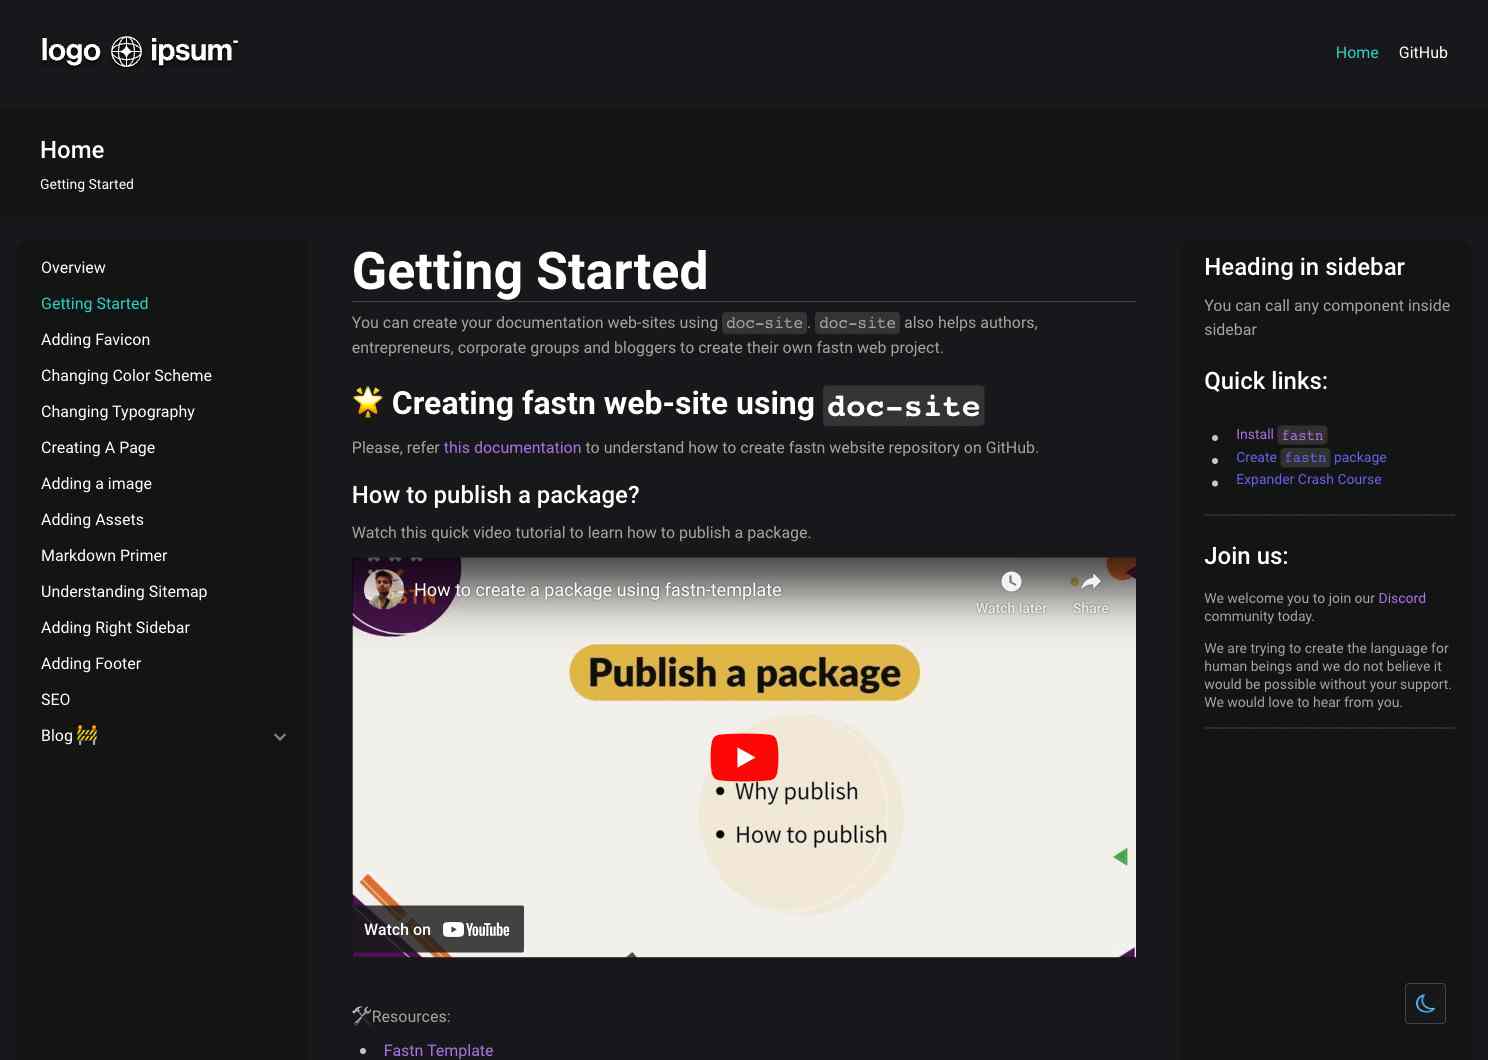 logo ipsum
Home
GitHub
Home
Getting Started
Overview
Getting Started
Adding Favicon
Changing Color Scheme
Changing Typography
Creating A Page
Adding a image
Adding Assets
Markdown Primer
Understanding Sitemap
Adding Right Sidebar
Adding Footer
SEO
Blog 🚧
Getting Started
You can create your documentation web-sites using doc-site. doc-site also helps authors,
entrepreneurs, corporate groups and bloggers to create their own fastn web project.
🌟 Creating fastn web-site using doc-site
Please, refer this documentation to understand how to create fastn website repository on GitHub.
How to publish a package?
Watch this quick video tutorial to learn how to publish a package.
How to create a package using fastn-template
Watch later
Share
Publish a package
• Why publish
• How to publish
Watch on YouTube
🛠Resources:
• Fastn Template
Heading in sidebar
You can call any component inside
sidebar
Quick links:
• Install fastn
• Create fastn package
• Expander Crash Course
Join us:
We welcome you to join our Discord
community today.
We are trying to create the language for
human beings and we do not believe it
would be possible without your support.
We would love to hear from you.